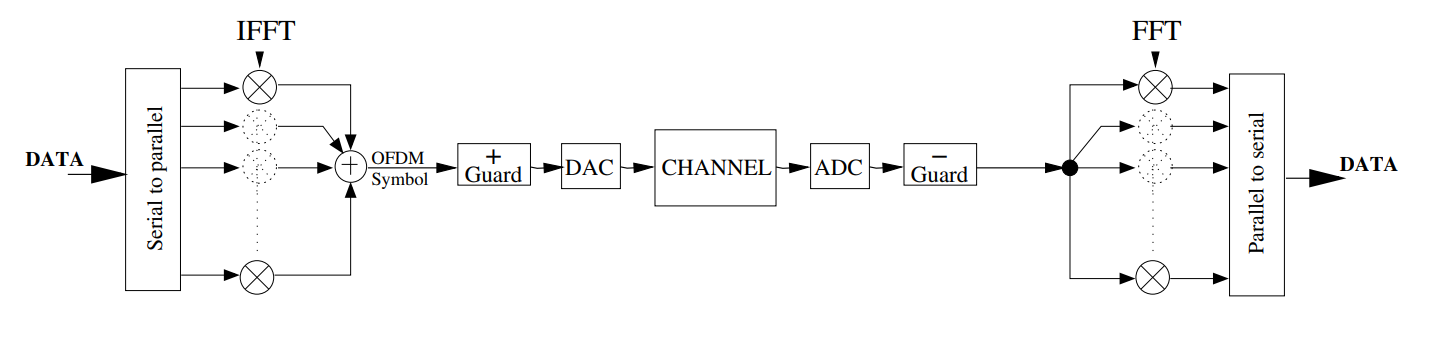 IFFT
FFT
DATA
Serial to parallel
OFDM
Symbol
+
Guard
DAC
CHANNEL
ADC
−
Guard
Parallel to serial
DATA